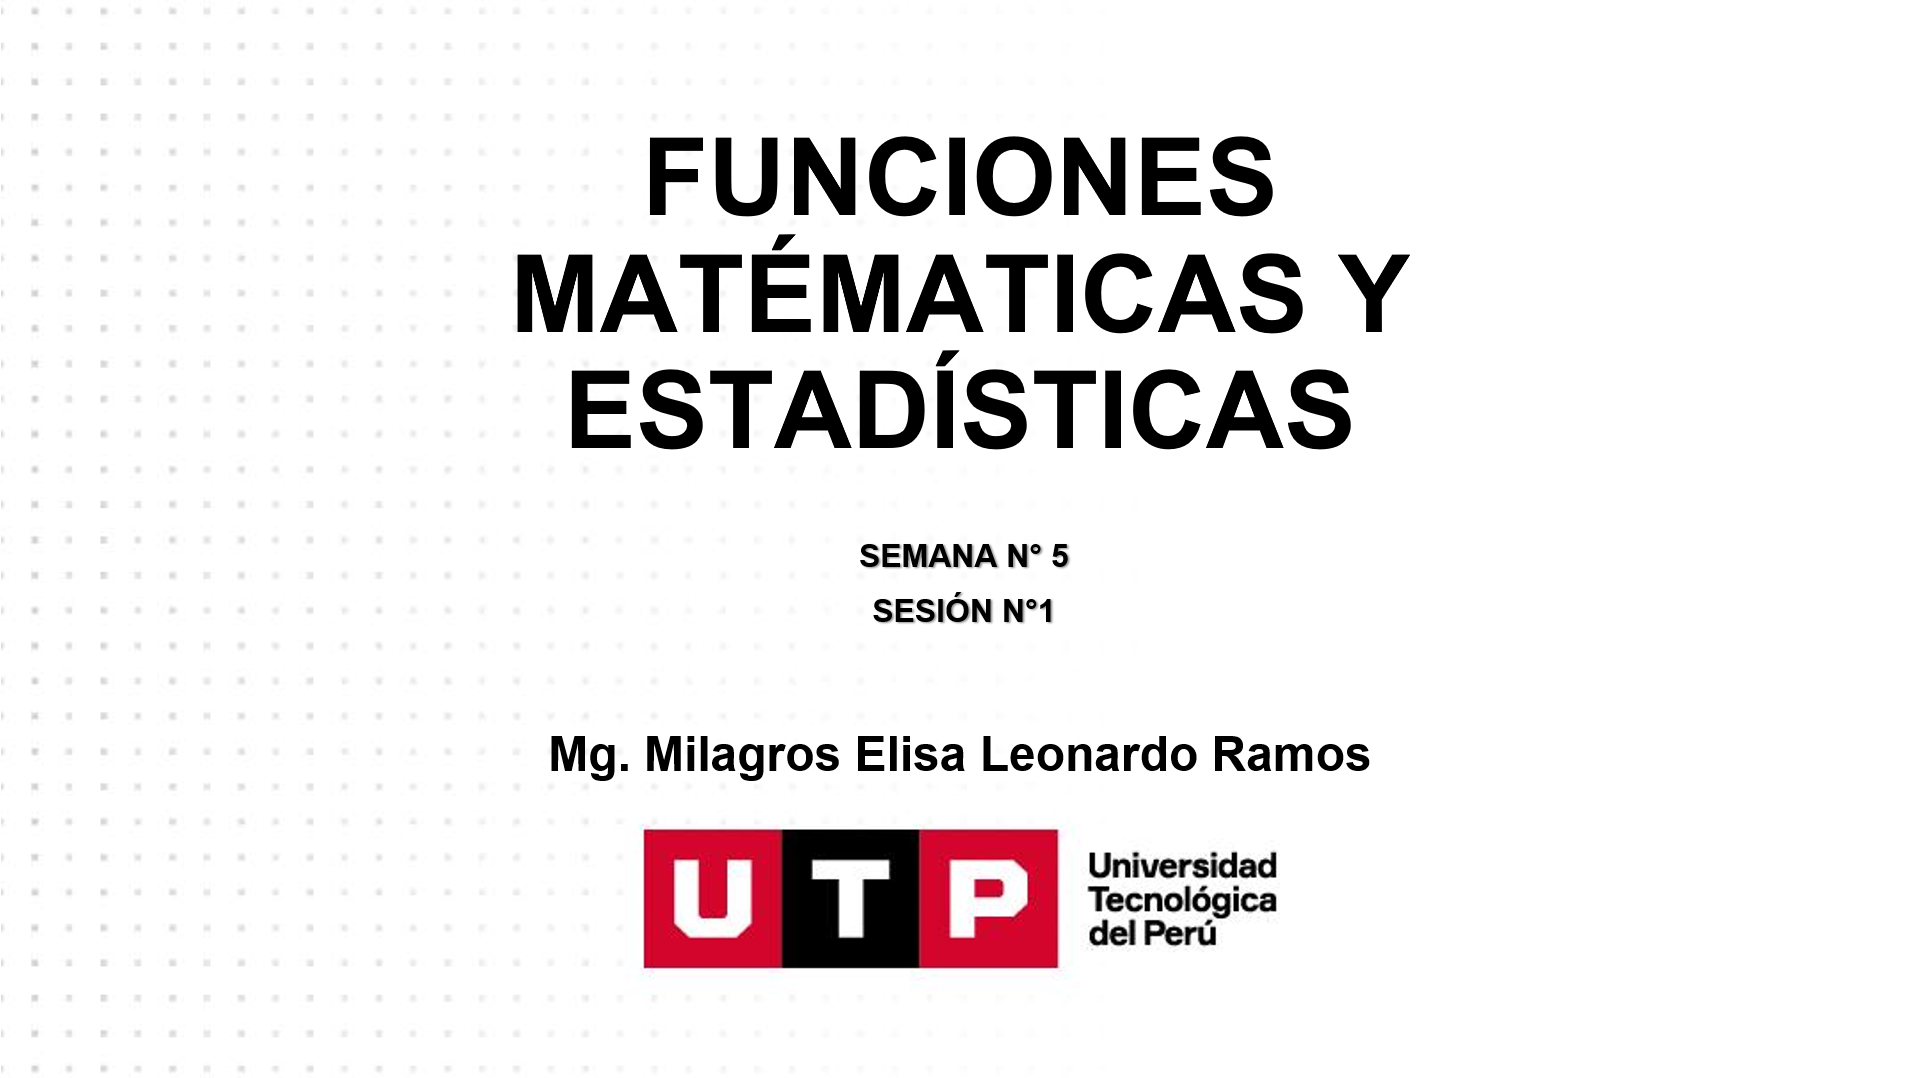 FUNCIONES
MATÉMATICAS Y
ESTADÍSTICAS
SEMANA N° 5
SESIÓN N°1
Mg. Milagros Elisa Leonardo Ramos
UTP
Universidad
Tecnológica
del Perú